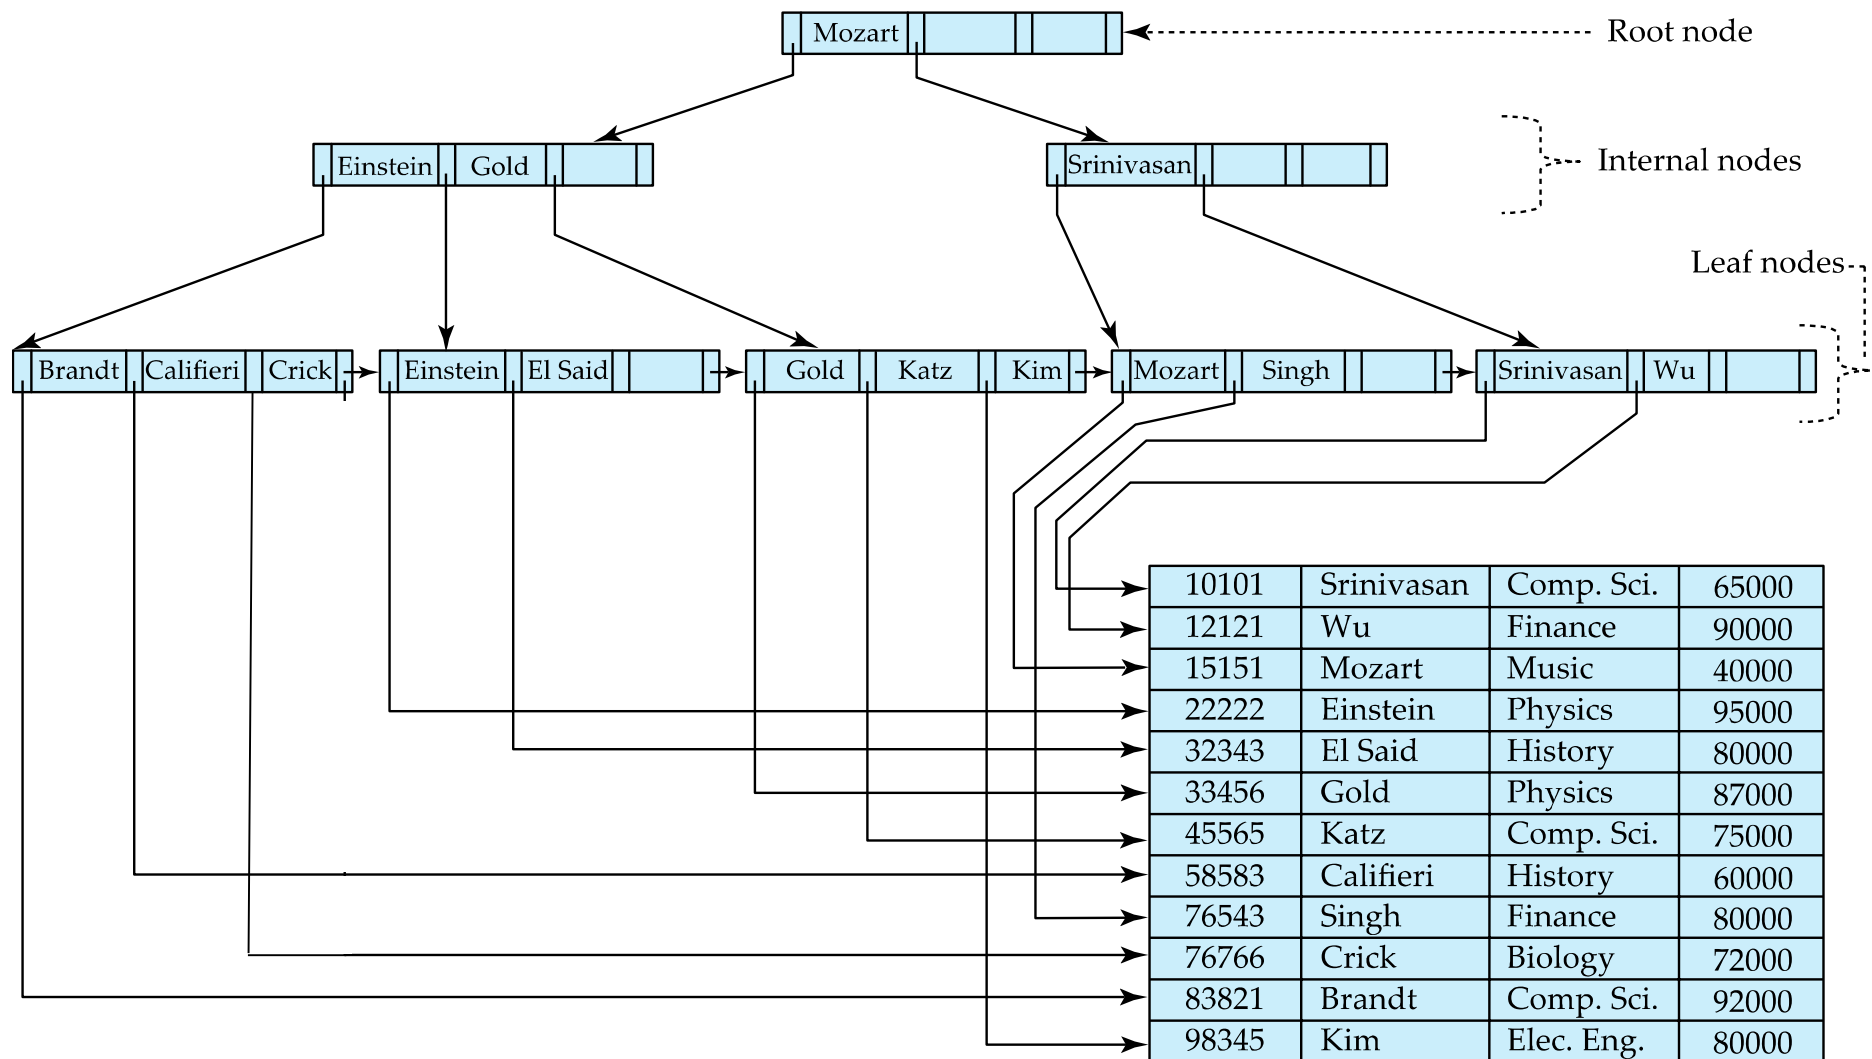 Mozart
Root node
Einstein Gold
Srinivasan
Internal nodes
Leaf nodes
Brandt Califieri Crick
Einstein El Said
Gold Katz Kim
Mozart Singh
Srinivasan Wu
10101 Srinivasan Comp. Sci. 65000
12121 Wu Finance 90000
15151 Mozart Music 40000
22222 Einstein Physics 95000
32343 El Said History 80000
33456 Gold Physics 87000
45565 Katz Comp. Sci. 75000
58583 Califieri History 60000
76543 Singh Finance 80000
76766 Crick Biology 72000
83821 Brandt Comp. Sci. 92000
98345 Kim Elec. Eng. 80000